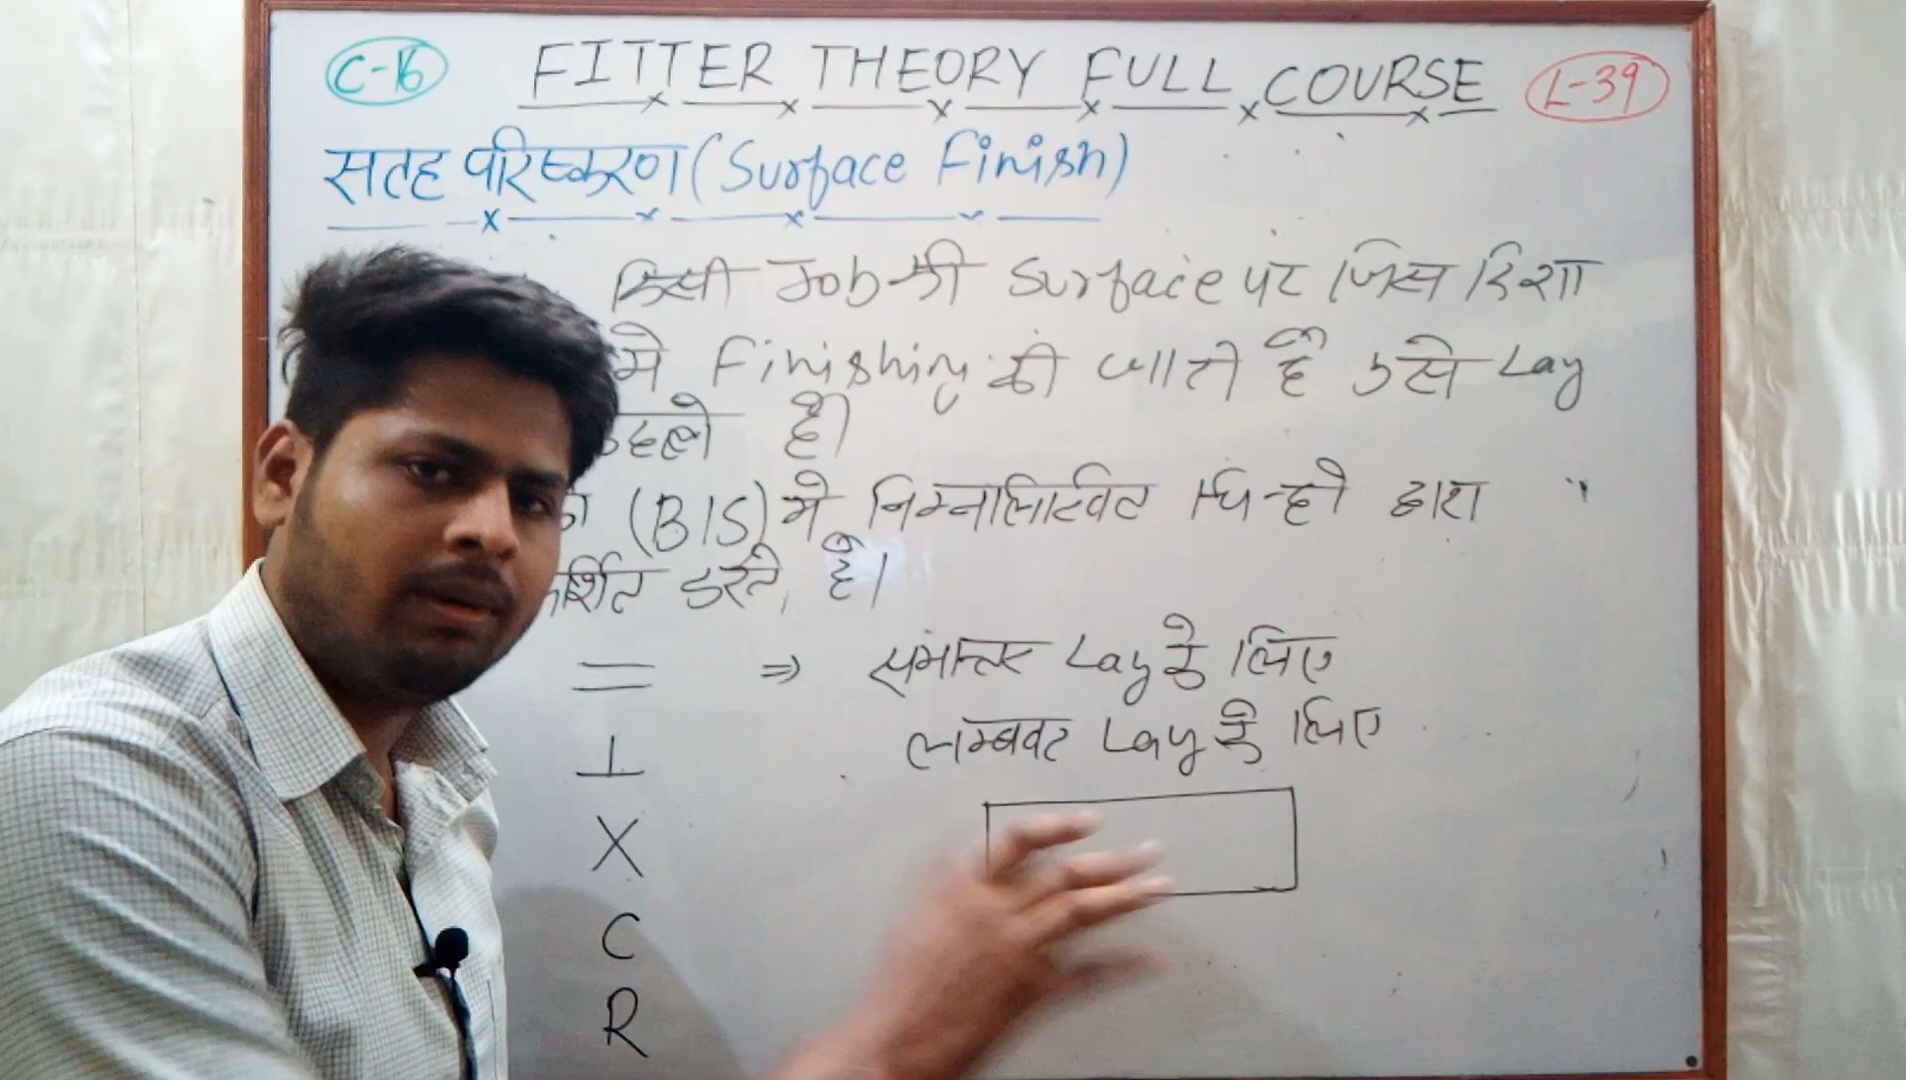 C-16 FITTER THEORY FULL COURSE L-39
सतह परिष्करण (Surface Finish)
किसी Job की Surface पर जिस दिशा
मे Finishing की जाती है उसे Lay
कहते है।
(BIS) मे निम्नलिखित चिन्हो द्वारा
करते है।
= ⇒ समान्तर Lay के लिए
⊥ लम्बवत Lay के लिए
X
C
R